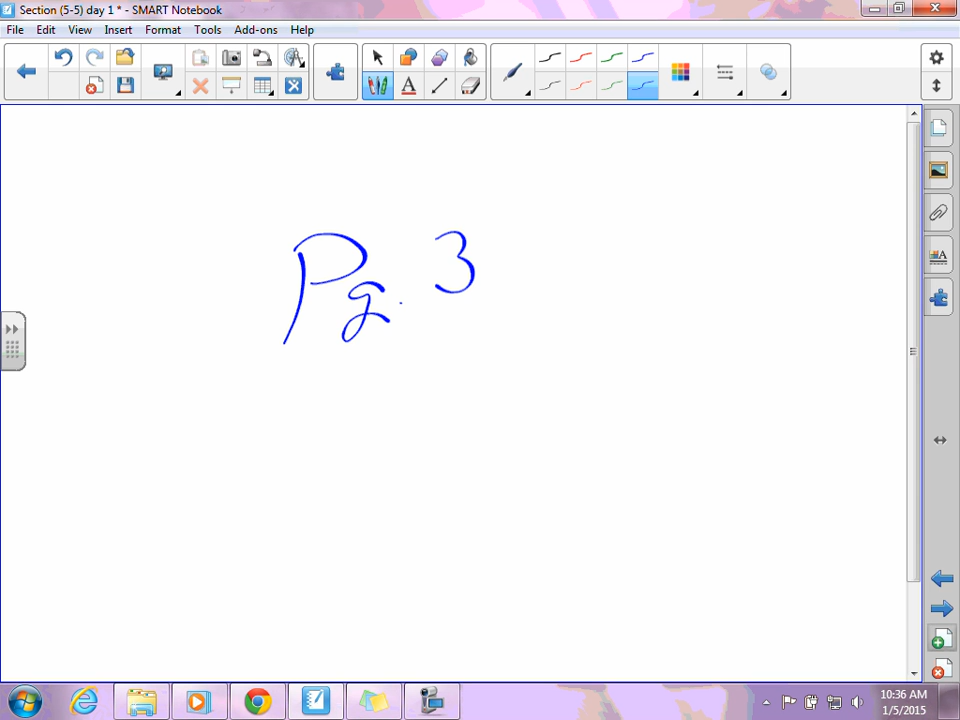 Section (5-5) day 1 * - SMART Notebook
File Edit View Insert Format Tools Add-ons Help
Pg. 3
10:36 AM
1/5/2015